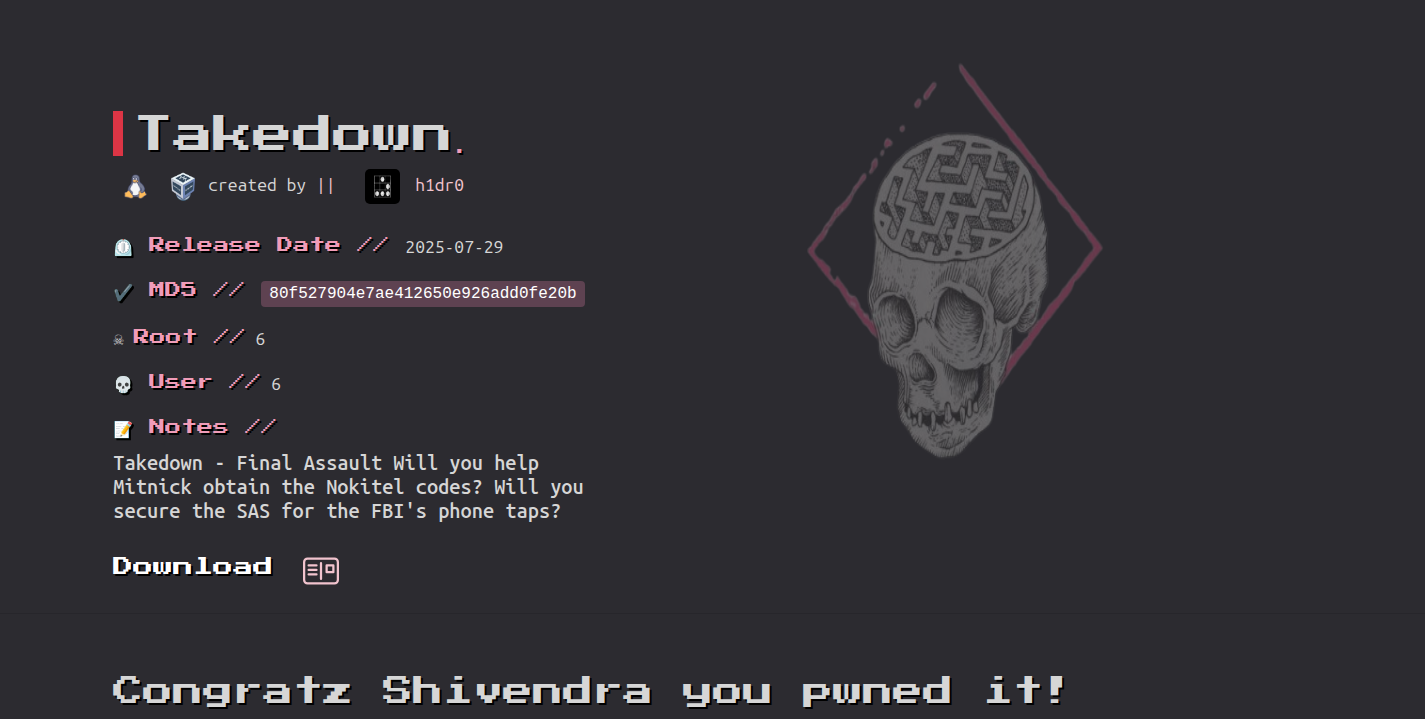 Takedown.
created by || h1dr0
Release Date // 2025-07-29
MD5 // 80f527904e7ae412650e926add0fe20b
Root // 6
User // 6
Notes //
Takedown - Final Assault Will you help
Mitnick obtain the Nokitel codes? Will you
secure the SAS for the FBI's phone taps?
Download
Congratz Shivendra you pwned it!